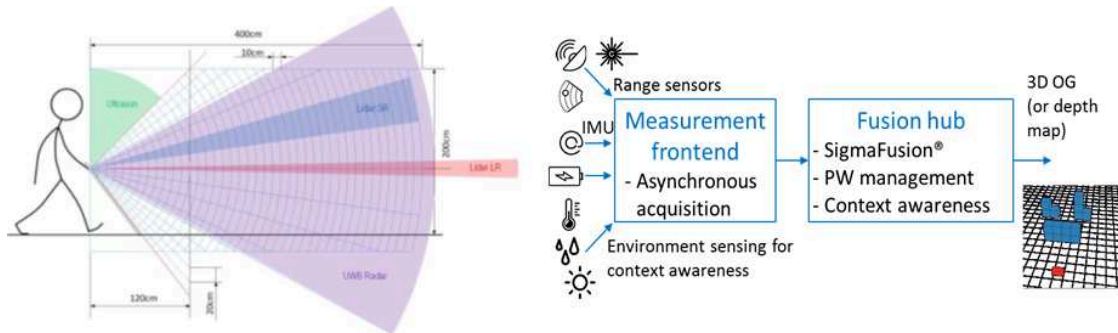 400cm
10cm
Ultrason
Lidar SR
200cm
Lidar LR
UWB Radar
120cm
20cm
Range sensors
IMU
Measurement
frontend
- Asynchronous
acquisition
Environment sensing for
context awareness
Fusion hub
- SigmaFusion®
- PW management
- Context awareness
3D OG
(or depth
map)